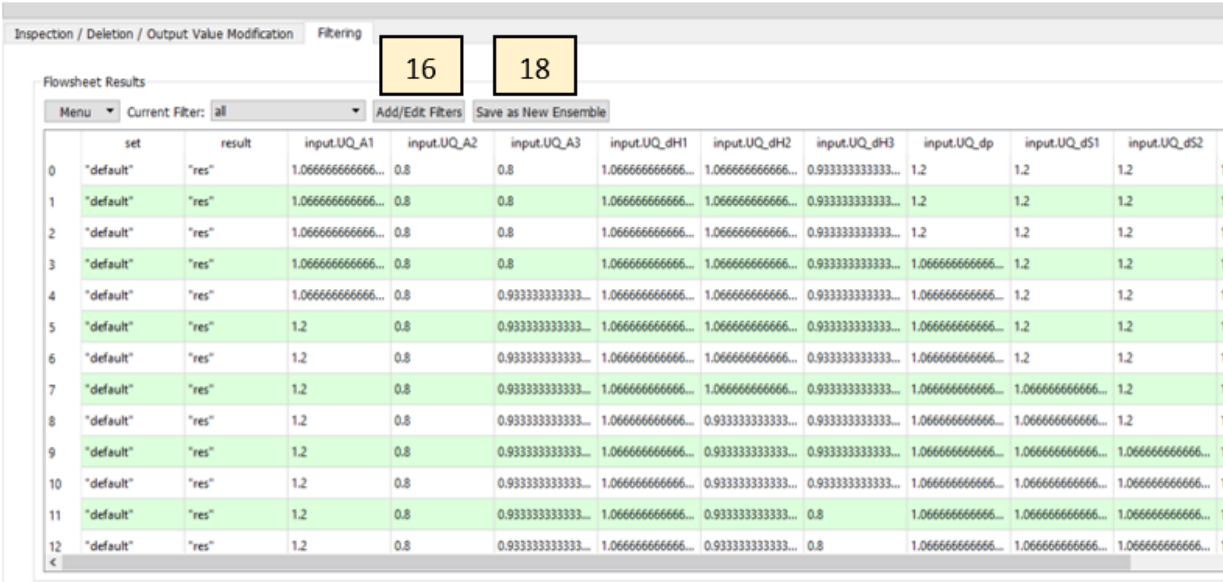 Inspection / Deletion / Output Value Modification Filtering
16 18
Flowsheet Results
Menu Current Filter: all Add/Edit Filters Save as New Ensemble
set result input.UQ_A1 input.UQ_A2 input.UQ_A3 input.UQ_dH1 input.UQ_dH2 input.UQ_dH3 input.UQ_dp input.UQ_dS1 input.UQ_dS2
0 "default" "res" 1.066666666666... 0.8 0.8 1.066666666666... 1.066666666666... 0.933333333333... 1.2 1.2 1.2
1 "default" "res" 1.066666666666... 0.8 0.8 1.066666666666... 1.066666666666... 0.933333333333... 1.2 1.2 1.2
2 "default" "res" 1.066666666666... 0.8 0.8 1.066666666666... 1.066666666666... 0.933333333333... 1.2 1.2 1.2
3 "default" "res" 1.066666666666... 0.8 0.8 1.066666666666... 1.066666666666... 0.933333333333... 1.066666666666... 1.2 1.2
4 "default" "res" 1.066666666666... 0.8 0.933333333333... 1.066666666666... 1.066666666666... 0.933333333333... 1.066666666666... 1.2 1.2
5 "default" "res" 1.2 0.8 0.933333333333... 1.066666666666... 1.066666666666... 0.933333333333... 1.066666666666... 1.2 1.2
6 "default" "res" 1.2 0.8 0.933333333333... 1.066666666666... 1.066666666666... 0.933333333333... 1.066666666666... 1.2 1.2
7 "default" "res" 1.2 0.8 0.933333333333... 1.066666666666... 1.066666666666... 0.933333333333... 1.066666666666... 1.066666666666... 1.2
8 "default" "res" 1.2 0.8 0.933333333333... 1.066666666666... 0.933333333333... 0.933333333333... 1.066666666666... 1.066666666666... 1.2
9 "default" "res" 1.2 0.8 0.933333333333... 1.066666666666... 0.933333333333... 0.933333333333... 1.066666666666... 1.066666666666... 1.066666666666...
10 "default" "res" 1.2 0.8 0.933333333333... 1.066666666666... 0.933333333333... 0.933333333333... 1.066666666666... 1.066666666666... 1.066666666666...
11 "default" "res" 1.2 0.8 0.933333333333... 1.066666666666... 0.933333333333... 0.8 1.066666666666... 1.066666666666... 1.066666666666...
12 "default" "res" 1.2 0.8 0.933333333333... 1.066666666666... 0.933333333333... 0.8 1.066666666666... 1.066666666666... 1.066666666666...